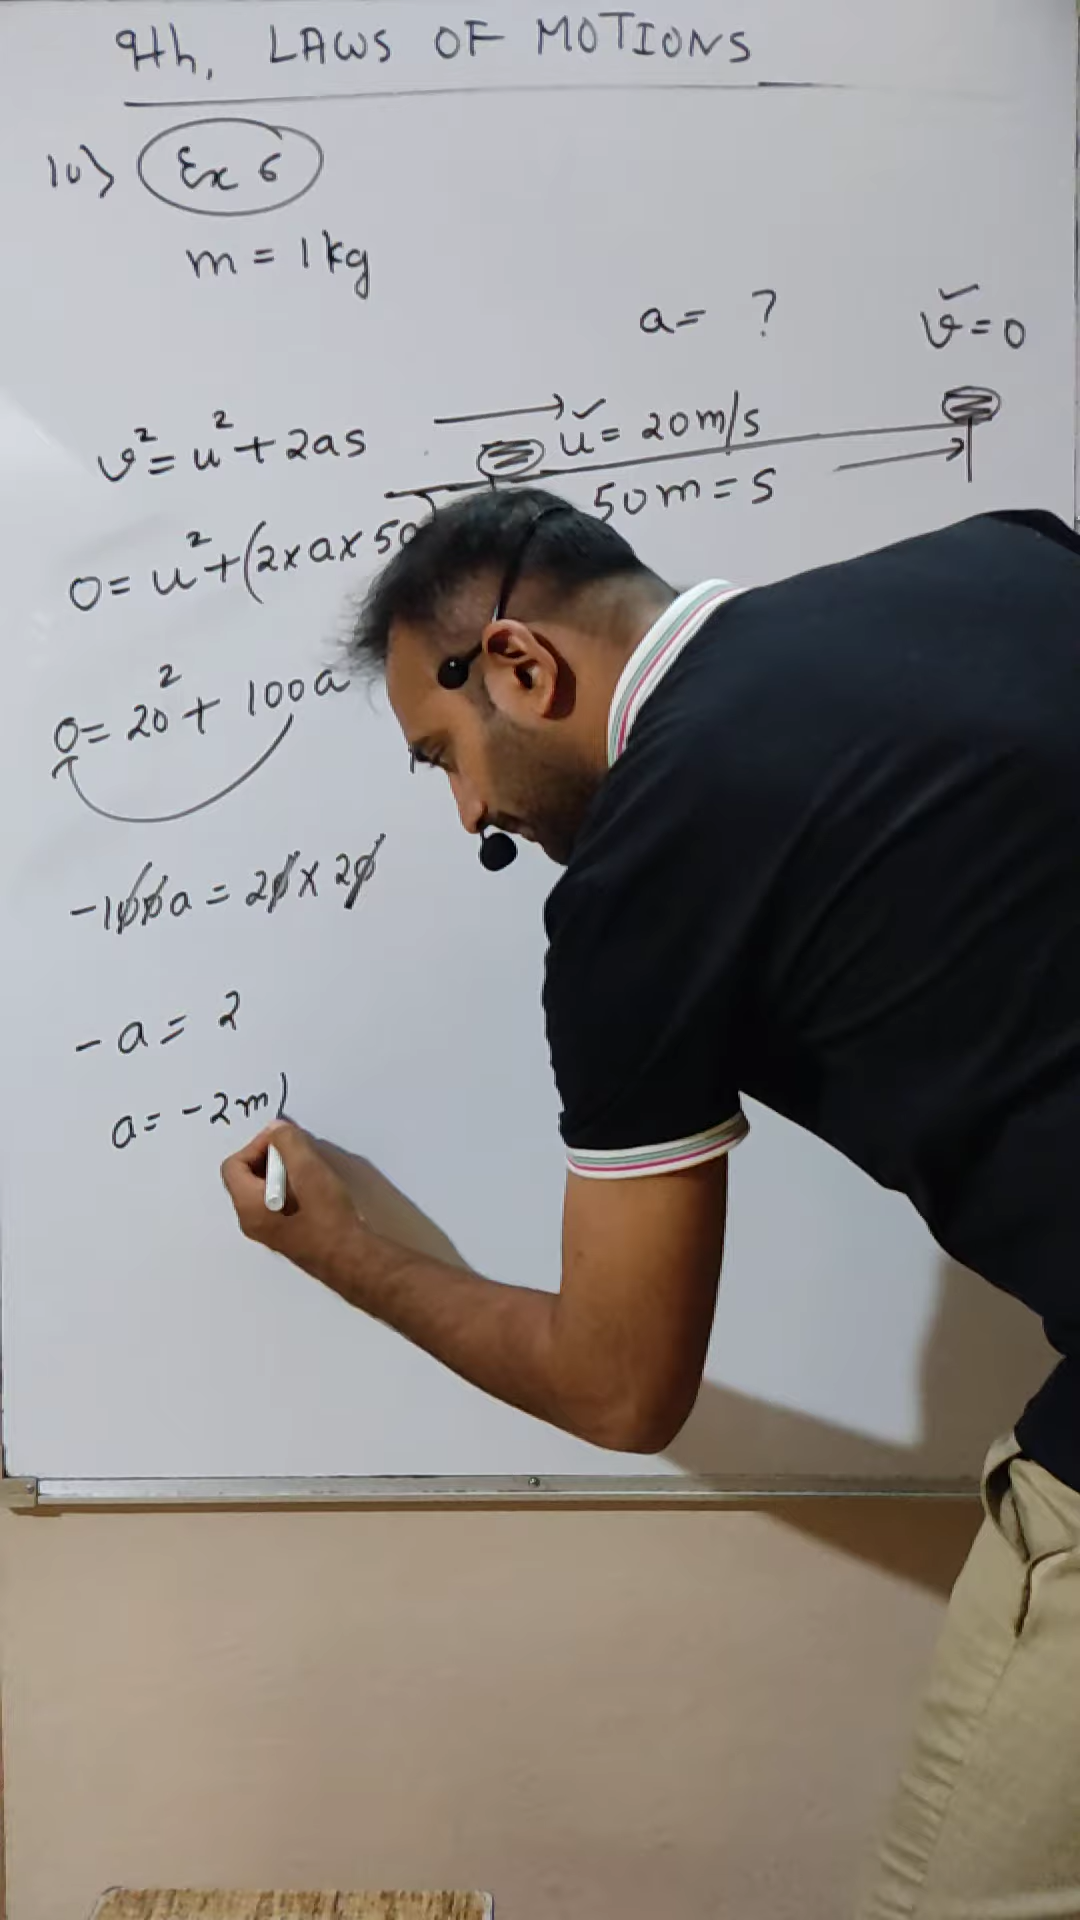 9th, LAWS OF MOTIONS
10) Ex 6
m = 1kg
a = ?
v = 0
v² = u² + 2as
u = 20m/s
50m = s
0 = u² + (2 x a x 50
0 = 20² + 100a
-100a = 20 x 20
- a = 2
a = -2m/